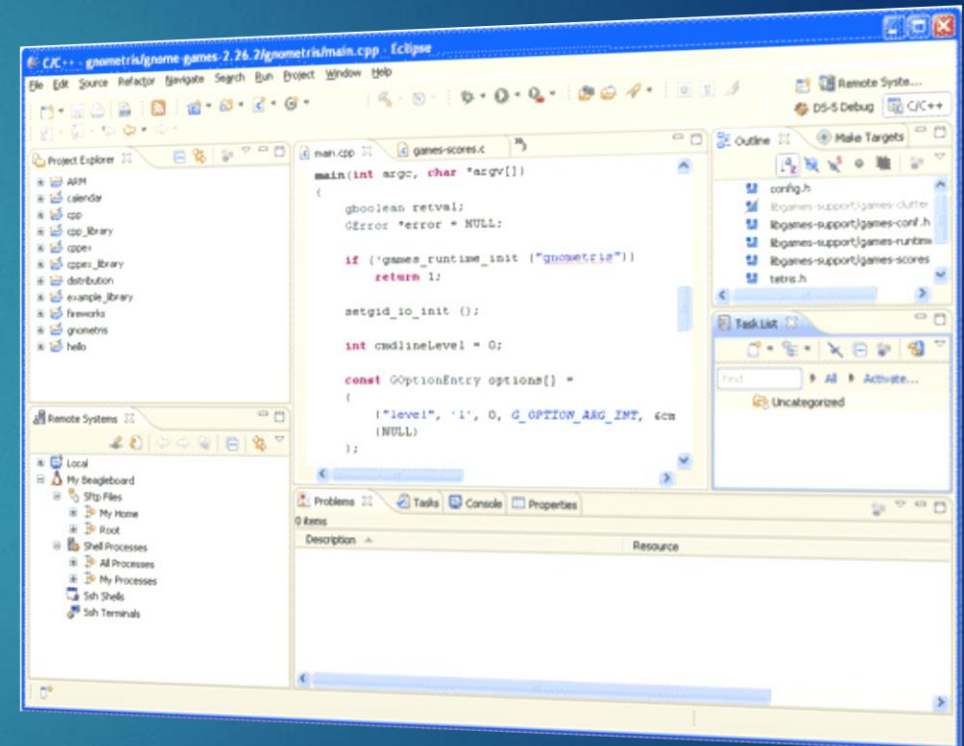 C/C++ - gnometris/gnome-games-2.26.2/gnometris/main.cpp - Eclipse
File Edit Source Refactor Navigate Segrch Run Project Window Help
Remote Syste...
DS-5 Debug C/C++
Project Explorer
ARM
calendar
cpp
cpp_library
cppex
cppex_library
distribution
example_library
fireworks
gnometris
hello
Remote Systems
Local
My Beagleboard
Sftp Files
My Home
Root
Shell Processes
All Processes
My Processes
Ssh Shells
Ssh Terminals
main.cpp games-scores.c
main(int argc, char *argv[])
{
gboolean retval;
GError *error = NULL;
if (!games_runtime_init ("gnometris"))
return 1;
setgid_io_init ();
int cmdlineLevel = 0;
const GOptionEntry options[] =
{
{"level", 'l', 0, G_OPTION_ARG_INT, &cm
{NULL}
};
Outline Make Targets
config.h
libgames-support/games-clutter
libgames-support/games-conf.h
libgames-support/games-runtime
libgames-support/games-scores
tetris.h
Task List
Find All Activate...
Uncategorized
Problems Tasks Console Properties
0 items
Description Resource